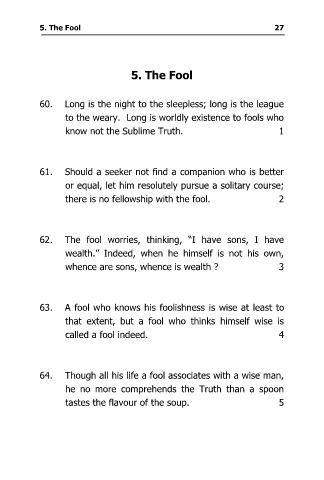 5. The Fool 27
5. The Fool
60. Long is the night to the sleepless; long is the league
to the weary. Long is worldly existence to fools who
know not the Sublime Truth. 1
61. Should a seeker not find a companion who is better
or equal, let him resolutely pursue a solitary course;
there is no fellowship with the fool. 2
62. The fool worries, thinking, “I have sons, I have
wealth.” Indeed, when he himself is not his own,
whence are sons, whence is wealth ? 3
63. A fool who knows his foolishness is wise at least to
that extent, but a fool who thinks himself wise is
called a fool indeed. 4
64. Though all his life a fool associates with a wise man,
he no more comprehends the Truth than a spoon
tastes the flavour of the soup. 5